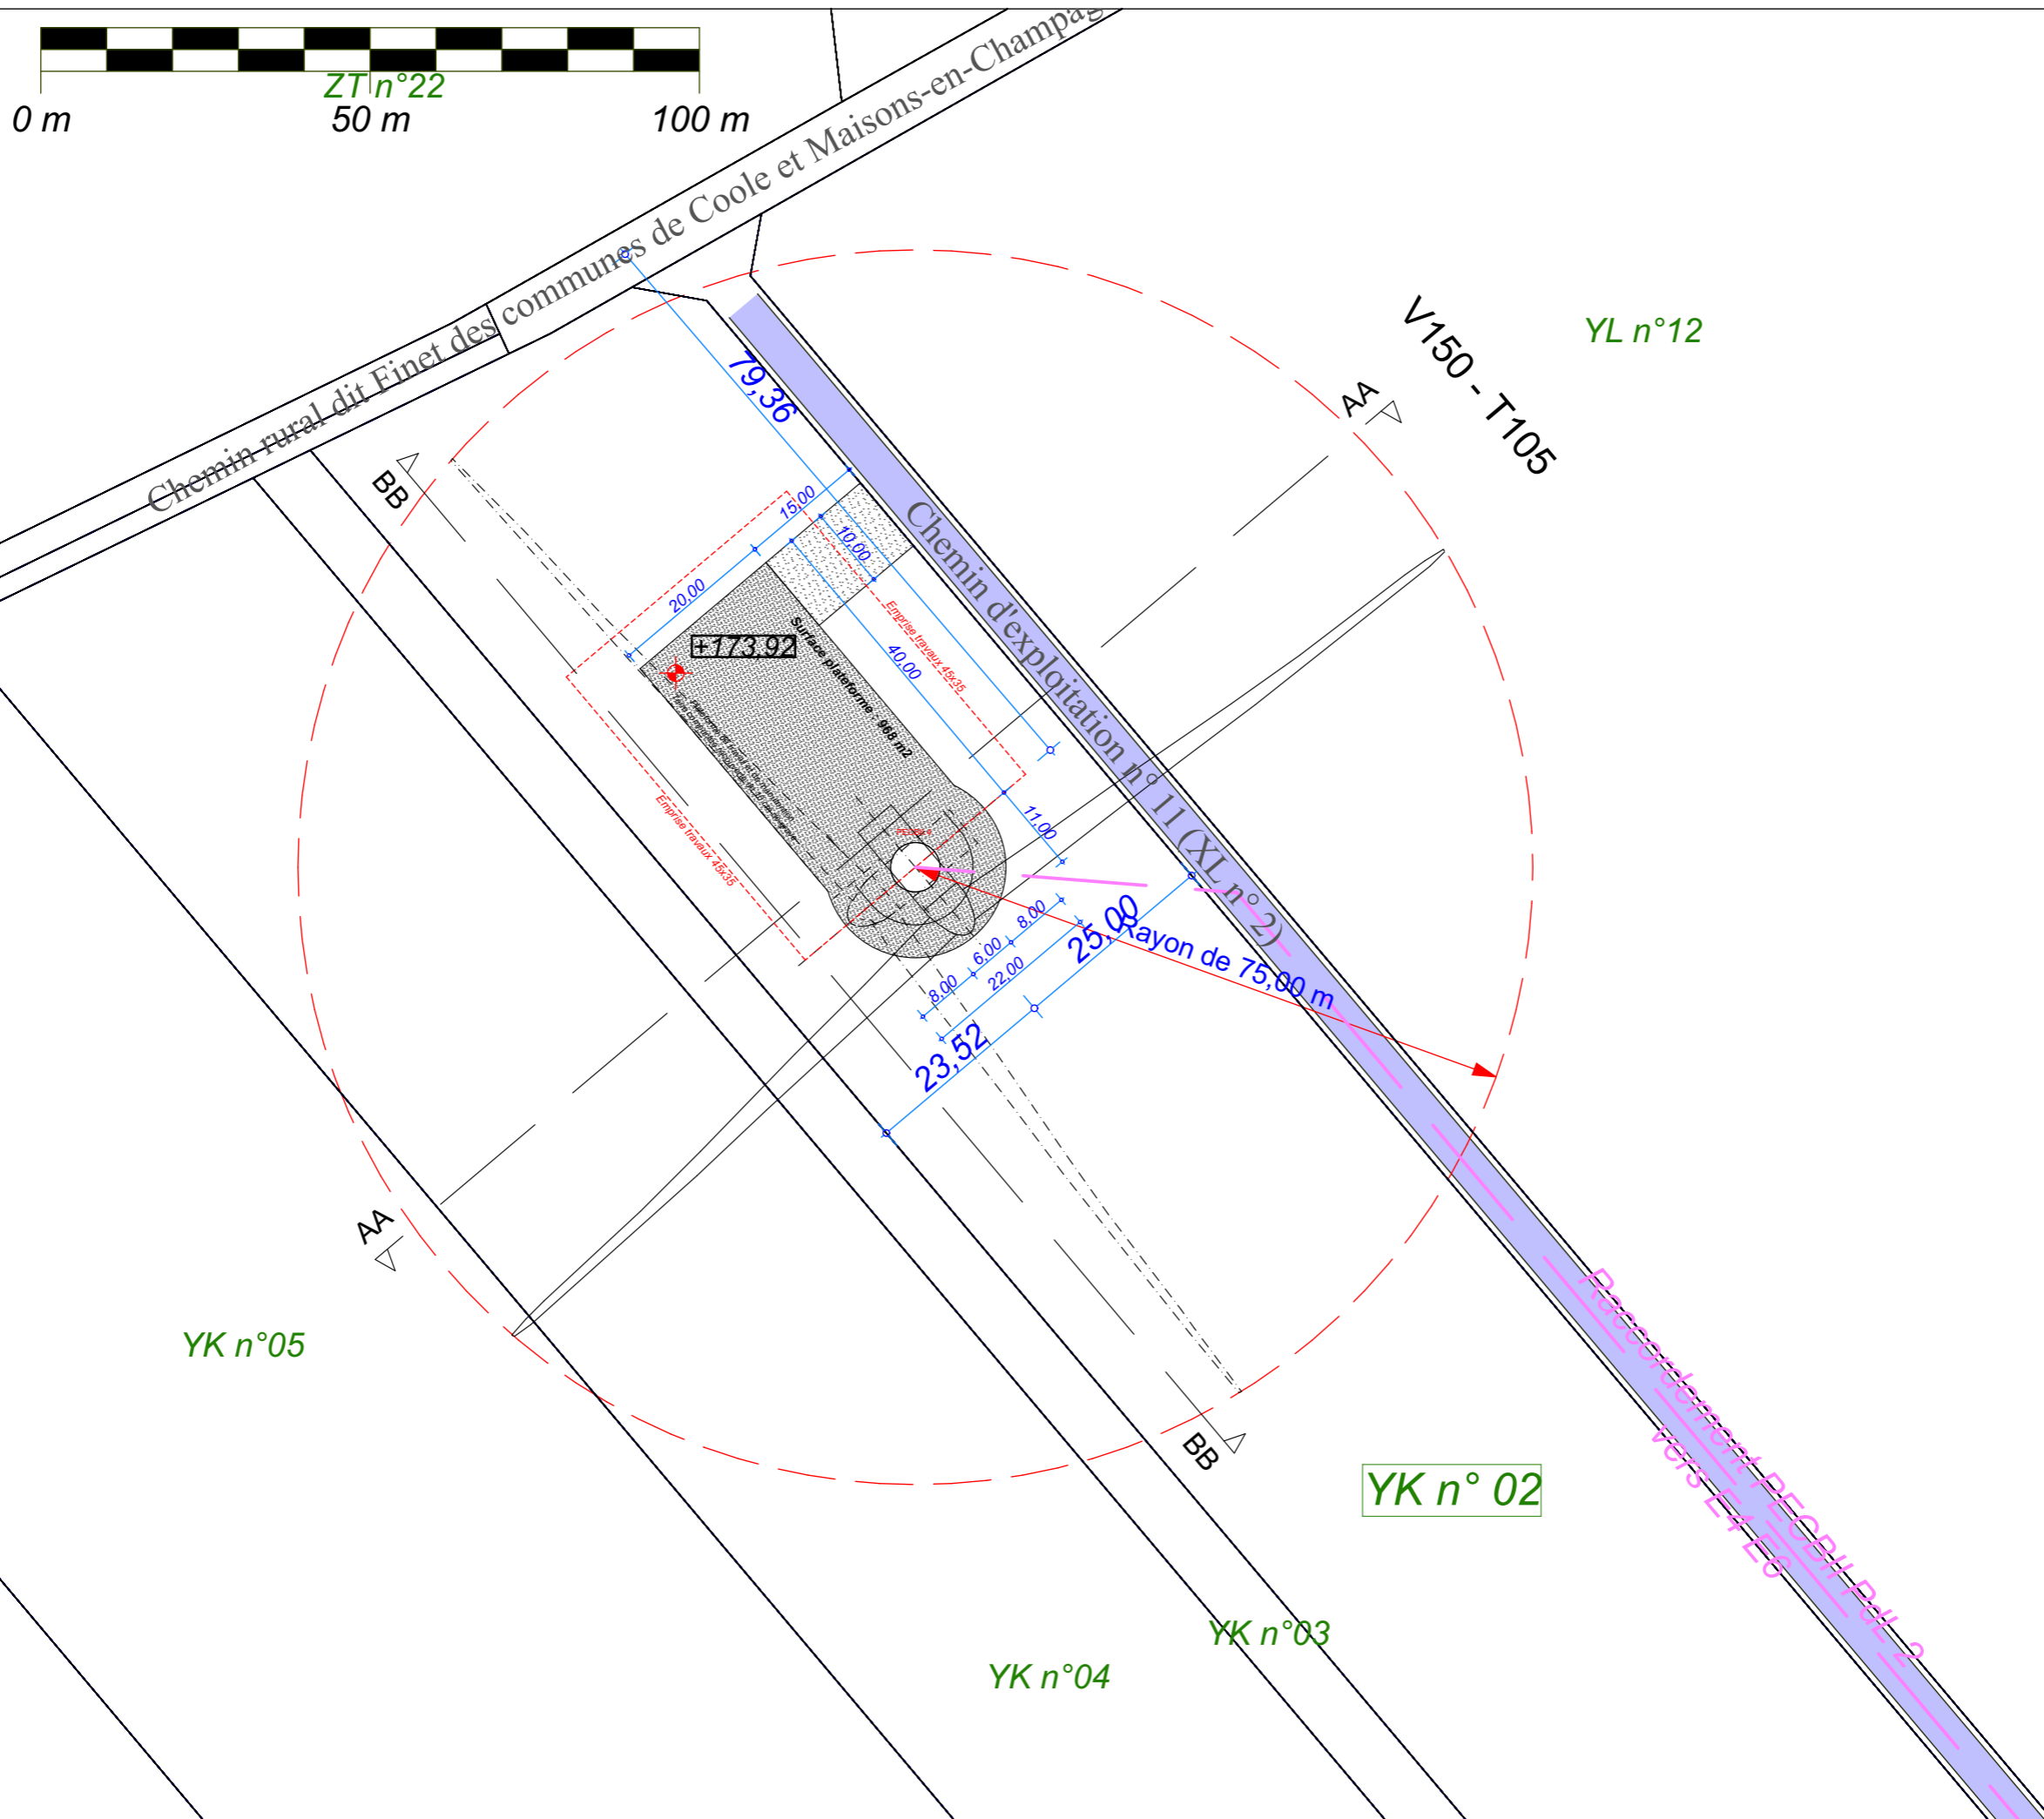 ZT n°22
0 m
50 m
100 m
Chemin rural dit Finet des communes de Coole et Maisons-en-Champag
V150 - T105
YL n°12
AA
BB
79,36
15,00
10,00
20,00
+173,92
Surface plateforme - 968 m2
Emprise travaux 45x35
40,00
Chemin d'exploitation n° 11 (XL n° 2)
Emprise travaux 45x35
11,00
8,00
6,00
8,00
22,00
25,00
23,52
Rayon de 75,00 m
AA
BB
YK n°05
YK n° 02
YK n°03
YK n°04
Raccordement PECBII PdL 2
vers E4 E6